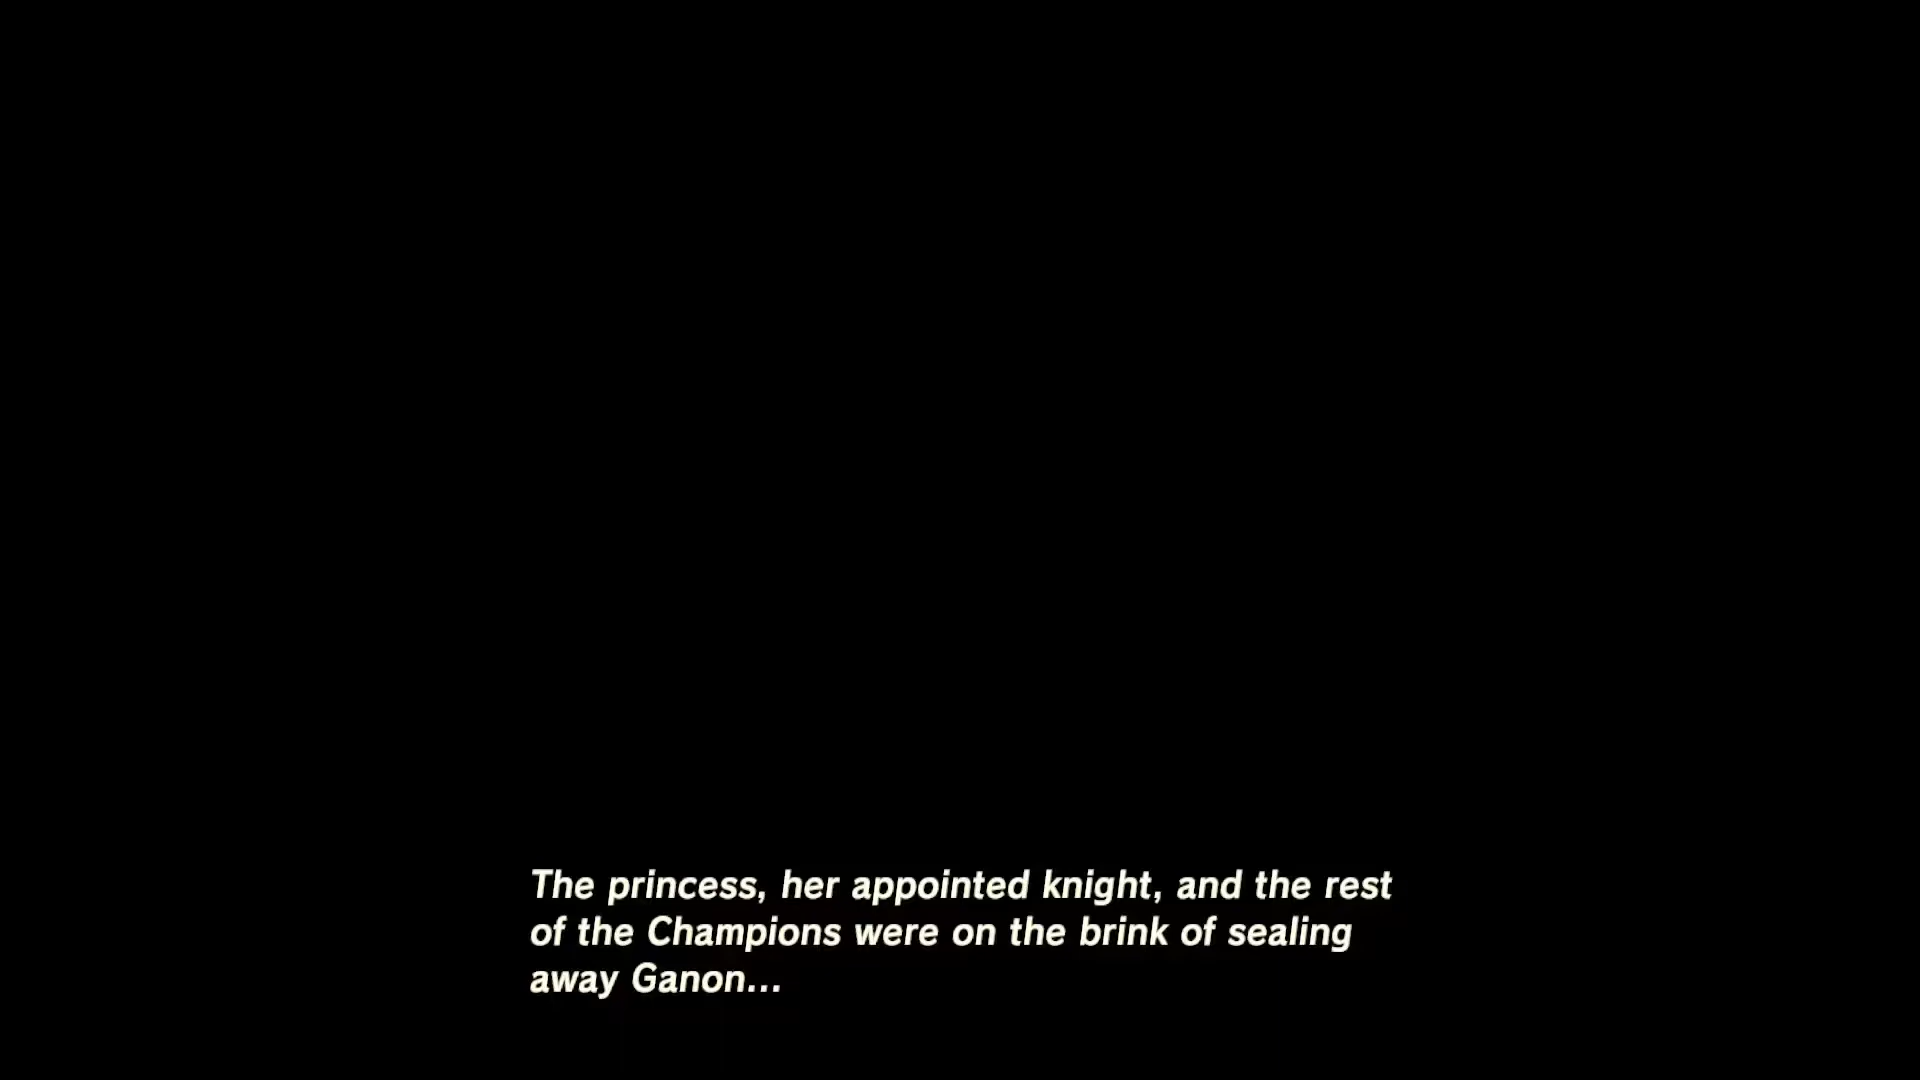 The princess, her appointed knight, and the rest
of the Champions were on the brink of sealing
away Ganon...